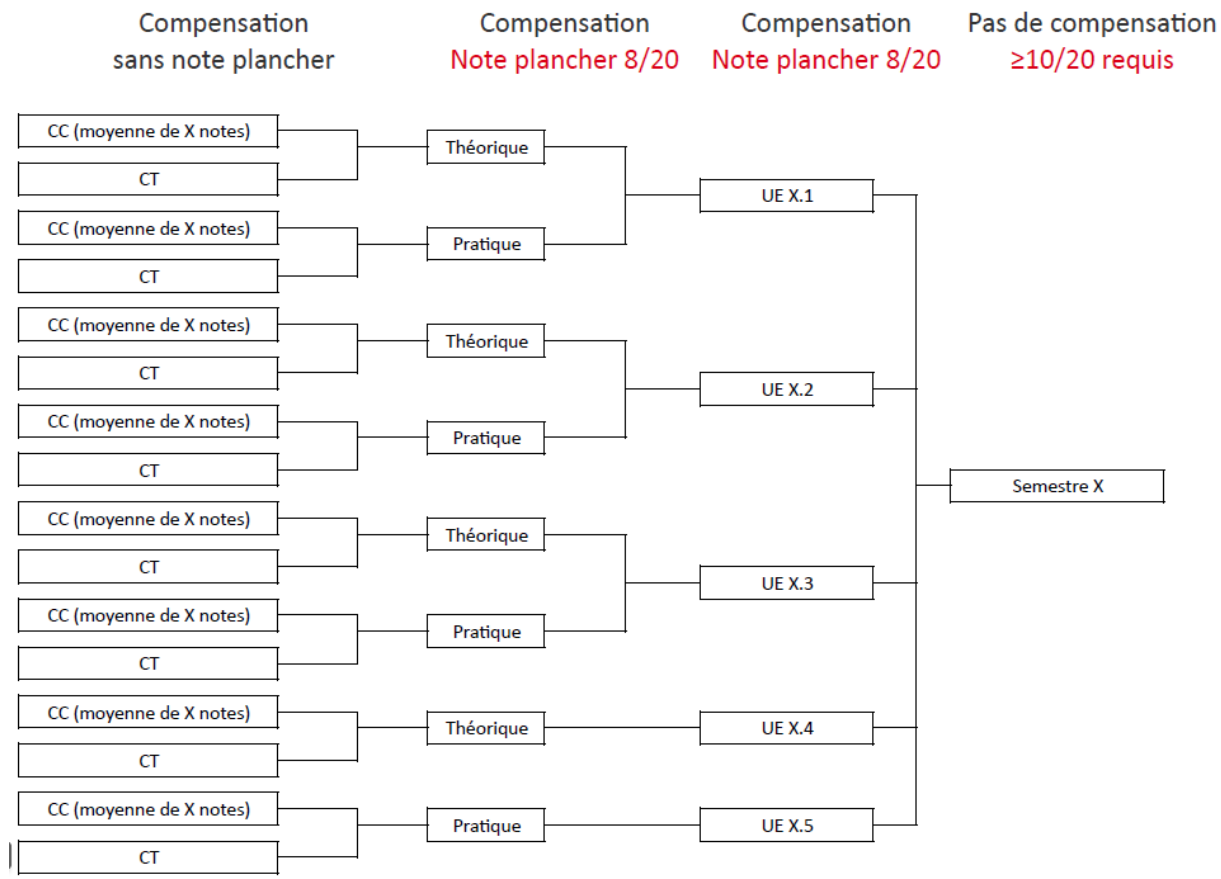 Compensation
sans note plancher
Compensation
Note plancher 8/20
Compensation
Note plancher 8/20
Pas de compensation
≥10/20 requis
CC (moyenne de X notes)
CT
CC (moyenne de X notes)
CT
CC (moyenne de X notes)
CT
CC (moyenne de X notes)
CT
CC (moyenne de X notes)
CT
CC (moyenne de X notes)
CT
CC (moyenne de X notes)
CT
CC (moyenne de X notes)
CT
Théorique
Pratique
Théorique
Pratique
Théorique
Pratique
Théorique
Pratique
UE X.1
UE X.2
UE X.3
UE X.4
UE X.5
Semestre X